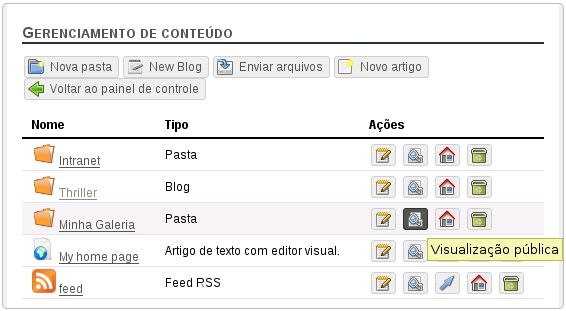 GERENCIAMENTO DE CONTEÚDO
Nova pasta New Blog Enviar arquivos Novo artigo
Voltar ao painel de controle
Nome Tipo Ações
Intranet Pasta
Thriller Blog
Minha Galeria Pasta
My home page Artigo de texto com editor visual. Visualização pública
feed Feed RSS